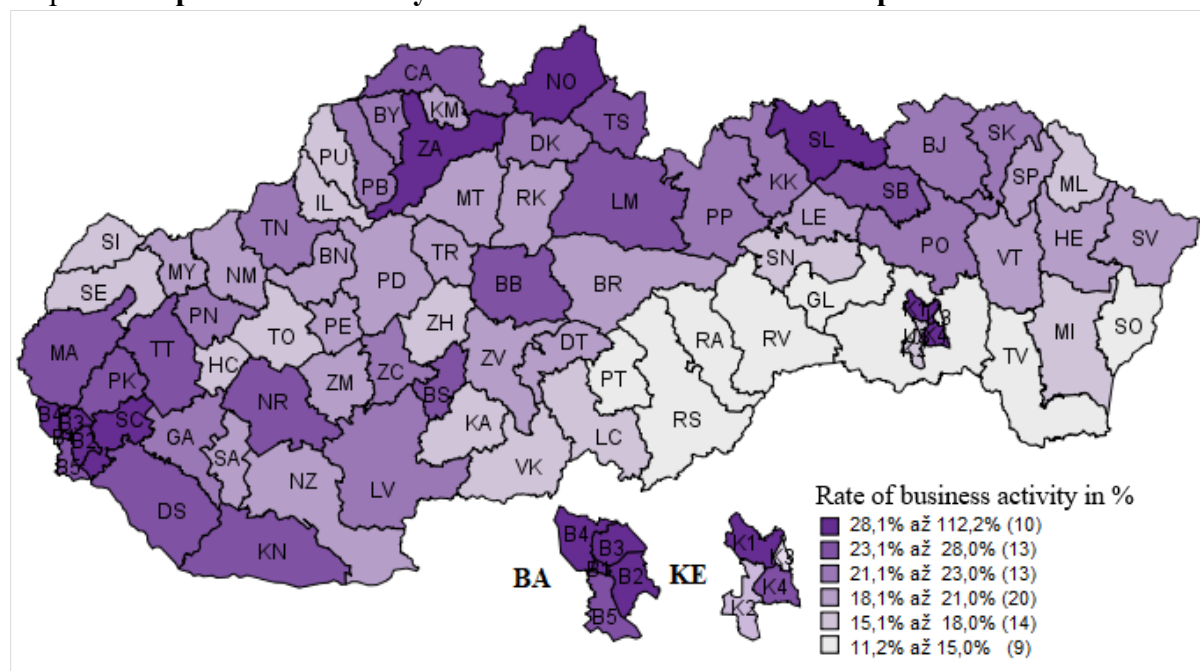 CA
NO
BY
KM
TS
ZA
DK
SL
BJ
SK
PU
PB
KK
SB
SP
ML
IL
MT
RK
LM
PP
LE
TN
PO
HE
SV
SI
MY
NM
BN
TR
SN
VT
SE
PD
BB
BR
GL
PN
PE
ZH
TO
RA
RV
MI
SO
MA
TT
HC
DT
TV
PK
ZM
ZC
ZV
PT
NR
BS
SC
GA
KA
RS
SA
LC
VK
NZ
LV
DS
KN
B4
B3
B2
B5
BA
B4
B3
B2
B5
KE
K1
K3
K4
K2
Rate of business activity in %
28,1% až 112,2% (10)
23,1% až 28,0% (13)
21,1% až 23,0% (13)
18,1% až 21,0% (20)
15,1% až 18,0% (14)
11,2% až 15,0% (9)